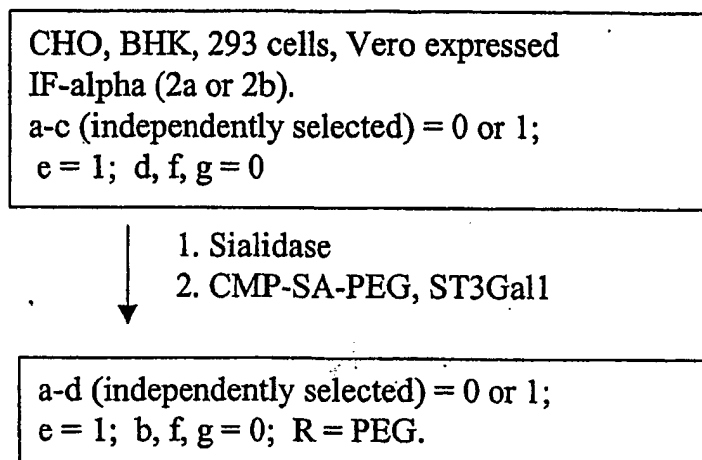 CHO, BHK, 293 cells, Vero expressed
IF-alpha (2a or 2b).
a-c (independently selected) = 0 or 1;
e = 1; d, f, g = 0
1. Sialidase
2. CMP-SA-PEG, ST3Gal1
a-d (independently selected) = 0 or 1;
e = 1; b, f, g = 0; R = PEG.